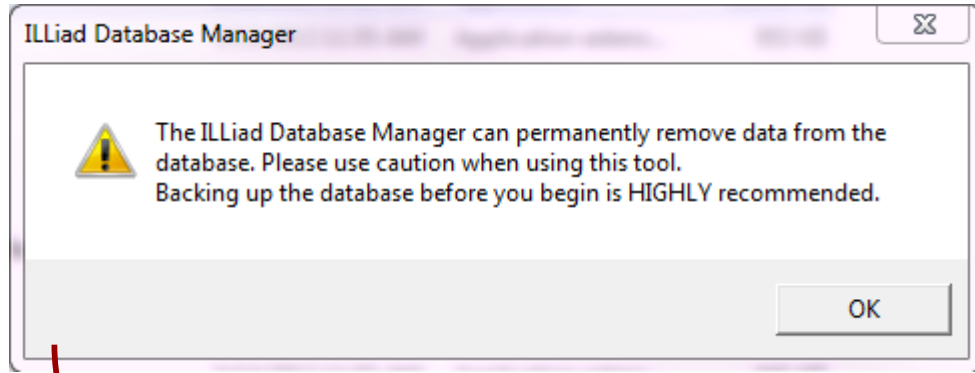 ILLiad Database Manager
The ILLiad Database Manager can permanently remove data from the
database. Please use caution when using this tool.
Backing up the database before you begin is HIGHLY recommended.
OK